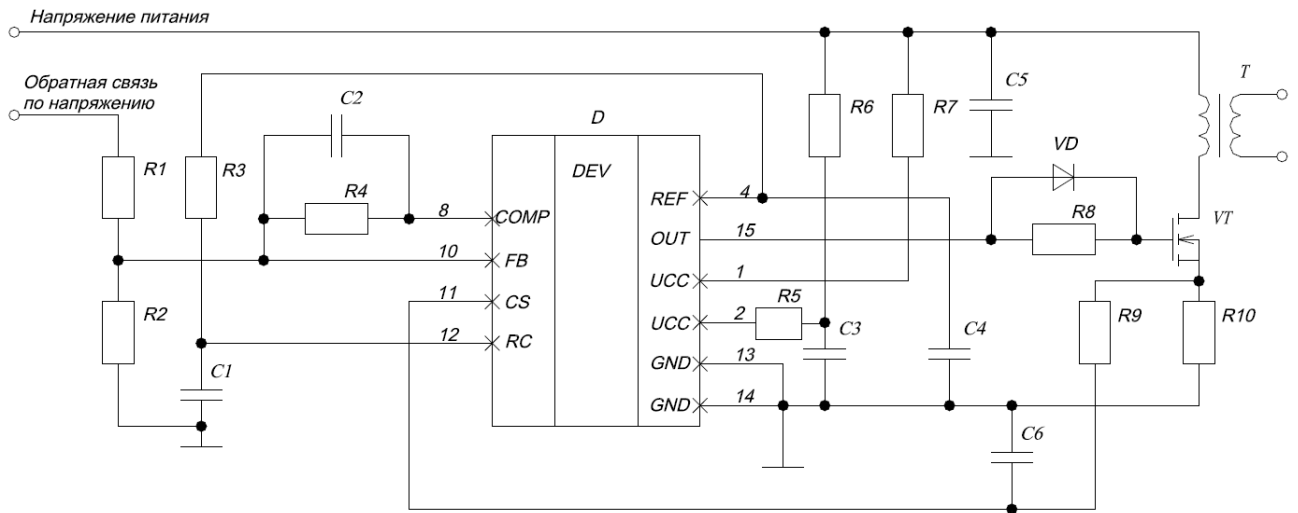 Напряжение питания
Обратная связь
по напряжению
C2
D
R6
R7
C5
T
VD
R1
R3
R4
DEV
REF
4
R8
VT
8
COMP
OUT
15
10
FB
UCC
1
11
CS
R5
R2
UCC
2
R9
R10
12
RC
C3
C4
GND
13
C1
GND
14
C6